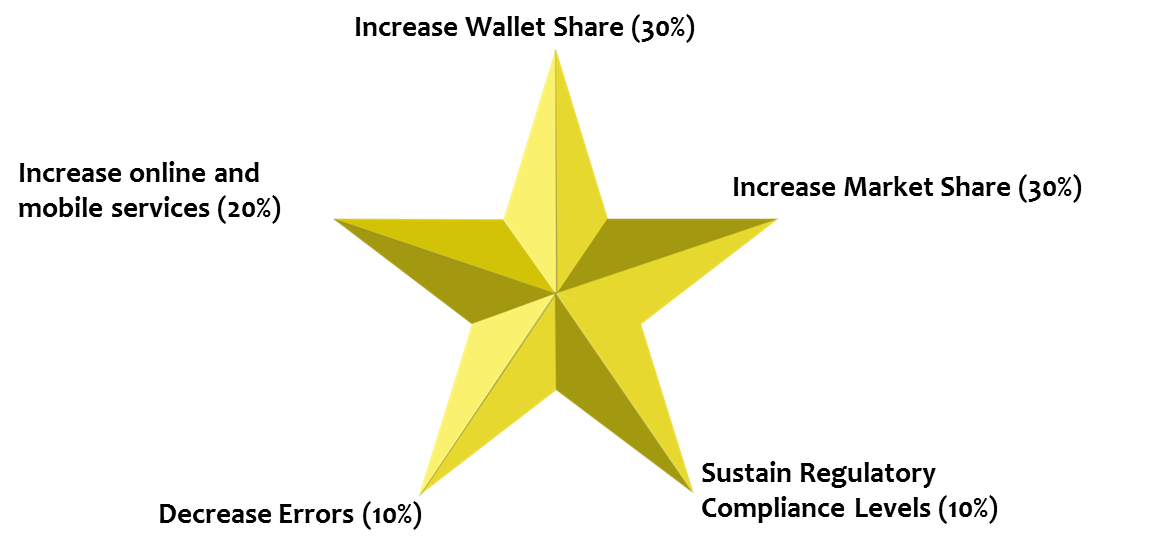 Increase Wallet Share (30%)
Increase online and
mobile services (20%)
Increase Market Share (30%)
Sustain Regulatory
Compliance Levels (10%)
Decrease Errors (10%)